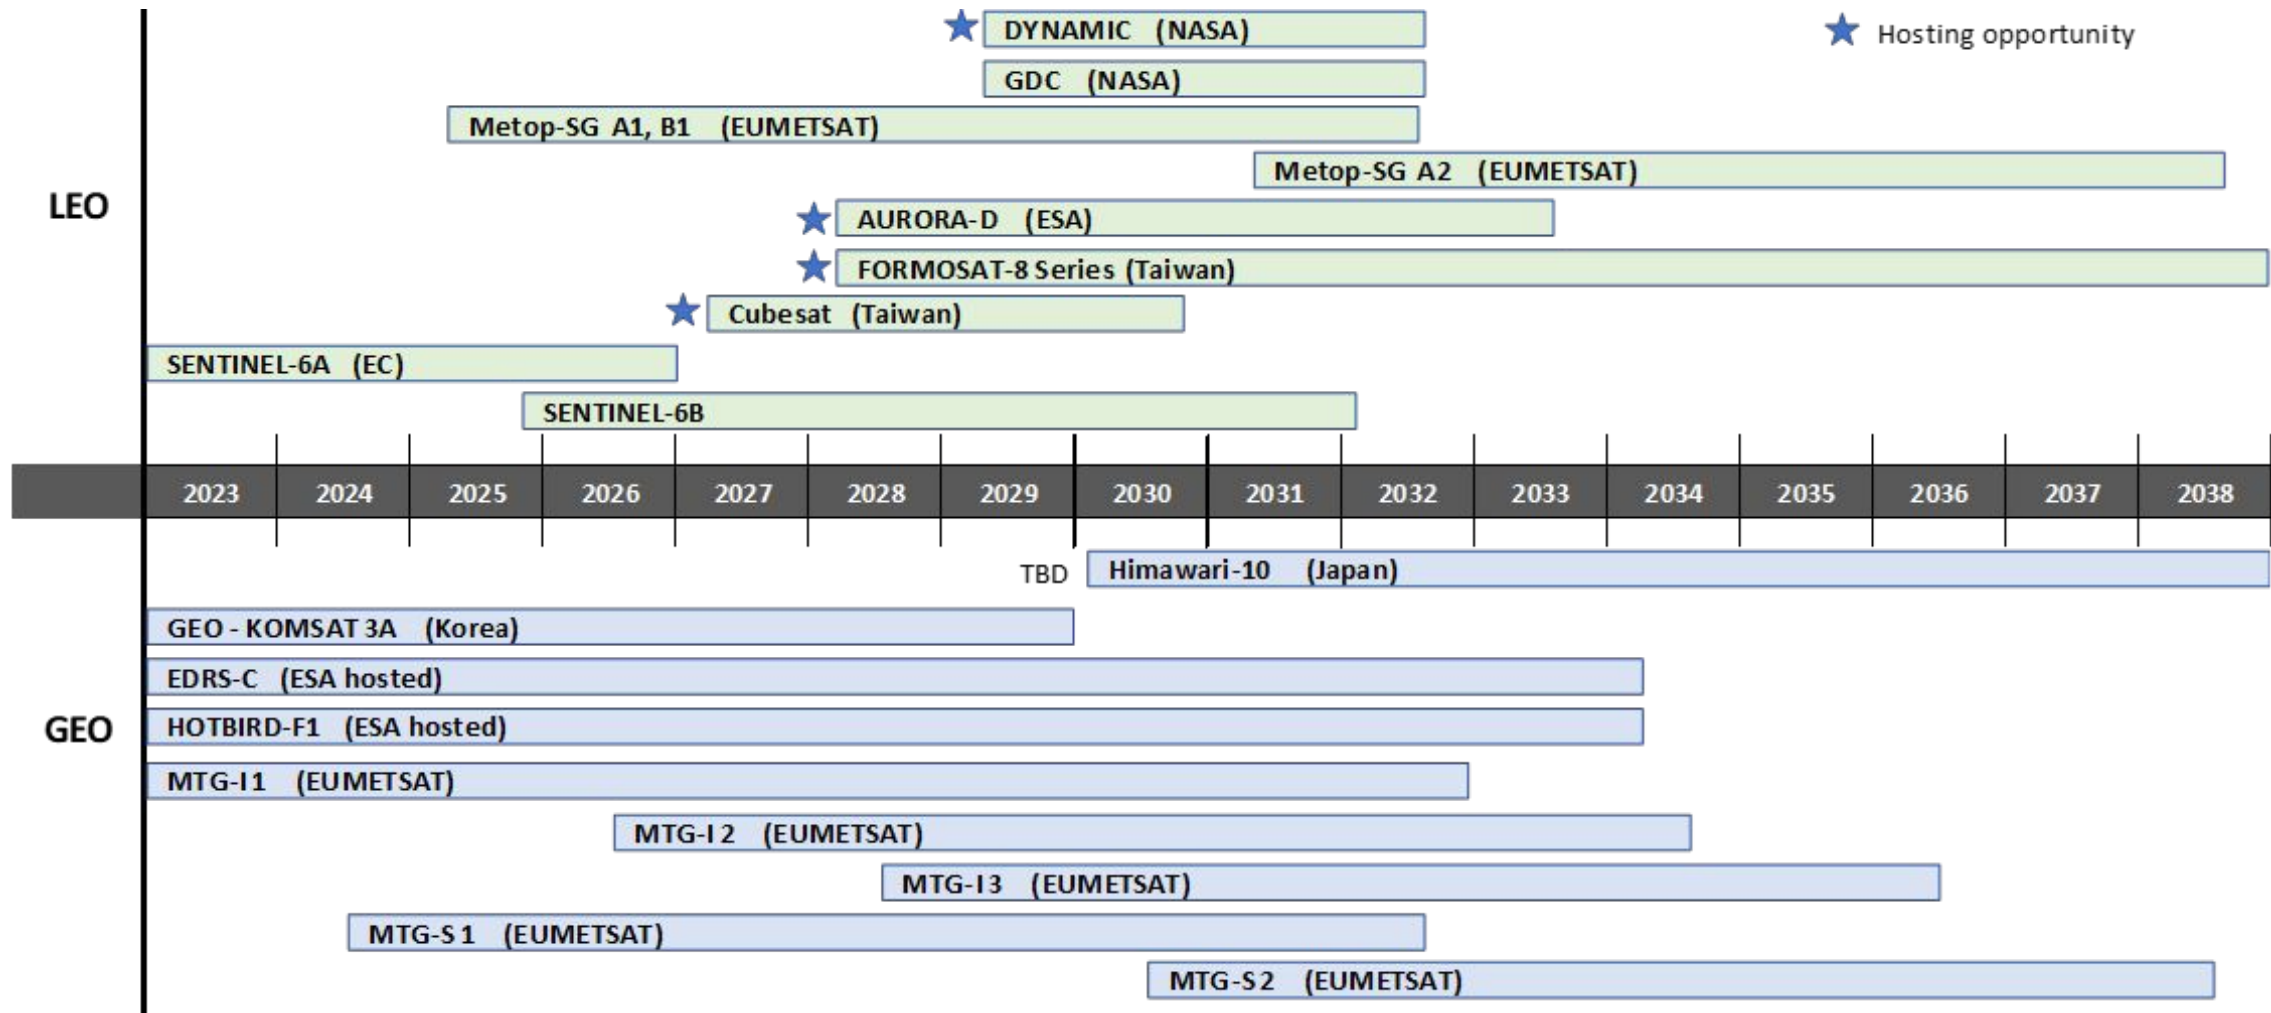 DYNAMIC (NASA)
Hosting opportunity
GDC (NASA)
Metop-SG A1, B1 (EUMETSAT)
Metop-SG A2 (EUMETSAT)
LEO
AURORA-D (ESA)
FORMOSAT-8 Series (Taiwan)
Cubesat (Taiwan)
SENTINEL-6A (EC)
SENTINEL-6B
2023 2024 2025 2026 2027 2028 2029 2030 2031 2032 2033 2034 2035 2036 2037 2038
TBD Himawari-10 (Japan)
GEO - KOMSAT 3A (Korea)
EDRS-C (ESA hosted)
GEO
HOTBIRD-F1 (ESA hosted)
MTG-I1 (EUMETSAT)
MTG-I2 (EUMETSAT)
MTG-I3 (EUMETSAT)
MTG-S1 (EUMETSAT)
MTG-S2 (EUMETSAT)